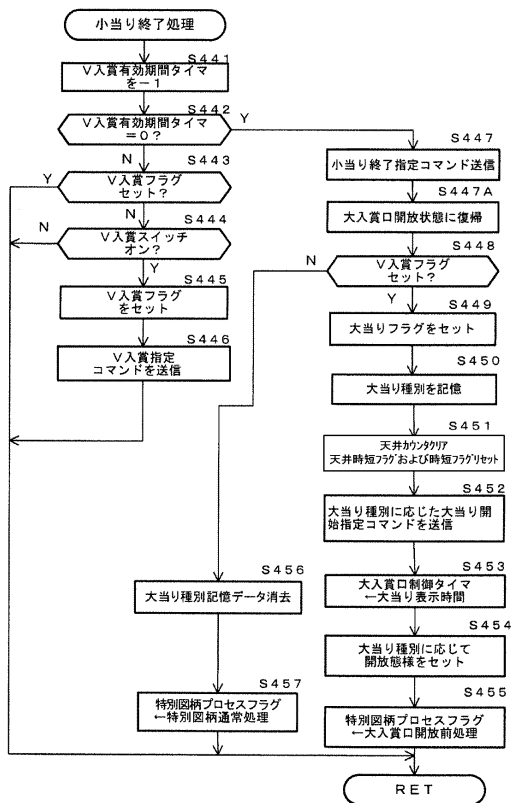 小当り終了処理
S441
V入賞有効期間タイマ
を-1
S442
V入賞有効期間タイマ
=0?
Y
N
S443
Y
V入賞フラグ
セット?
N
S444
N
V入賞スイッチ
オン?
Y
S445
V入賞フラグ
をセット
S446
V入賞指定
コマンドを送信
S447
小当り終了指定コマンド送信
S447A
大入賞口開放状態に復帰
S448
N
V入賞フラグ
セット?
Y
S449
大当りフラグをセット
S450
大当り種別を記憶
S451
天井カウンタクリア
天井時短フラグおよび時短フラグリセット
S452
大当り種別に応じた大当り開
始指定コマンドを送信
S453
大入賞口制御タイマ
←大当り表示時間
S454
大当り種別に応じて
開放態様をセット
S455
特別図柄プロセスフラグ
←大入賞口開放前処理
S456
大当り種別記憶データ消去
S457
特別図柄プロセスフラグ
←特別図柄通常処理
RET